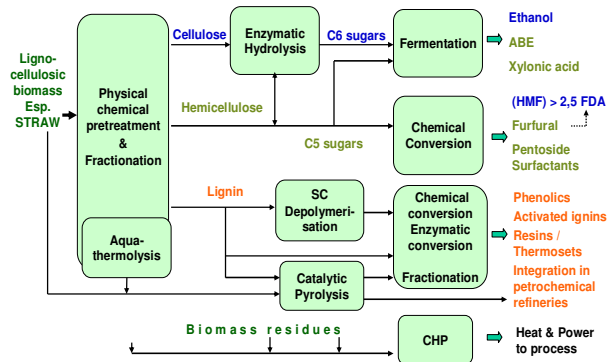 Ligno-
cellulosic
biomass
Esp.
STRAW
Physical
chemical
pretreatment
&
Fractionation
Aqua-
thermolysis
Cellulose
Enzymatic
Hydrolysis
C6 sugars
Fermentation
Ethanol
ABE
Xylonic acid
Hemicellulose
C5 sugars
Chemical
Conversion
(HMF) > 2,5 FDA
Furfural
Pentoside
Surfactants
Lignin
SC
Depolymeri-
sation
Catalytic
Pyrolysis
Chemical
conversion
Enzymatic
conversion
Fractionation
Phenolics
Activated ignins
Resins /
Thermosets
Integration in
petrochemical
refineries
Biomass residues
CHP
Heat & Power
to process